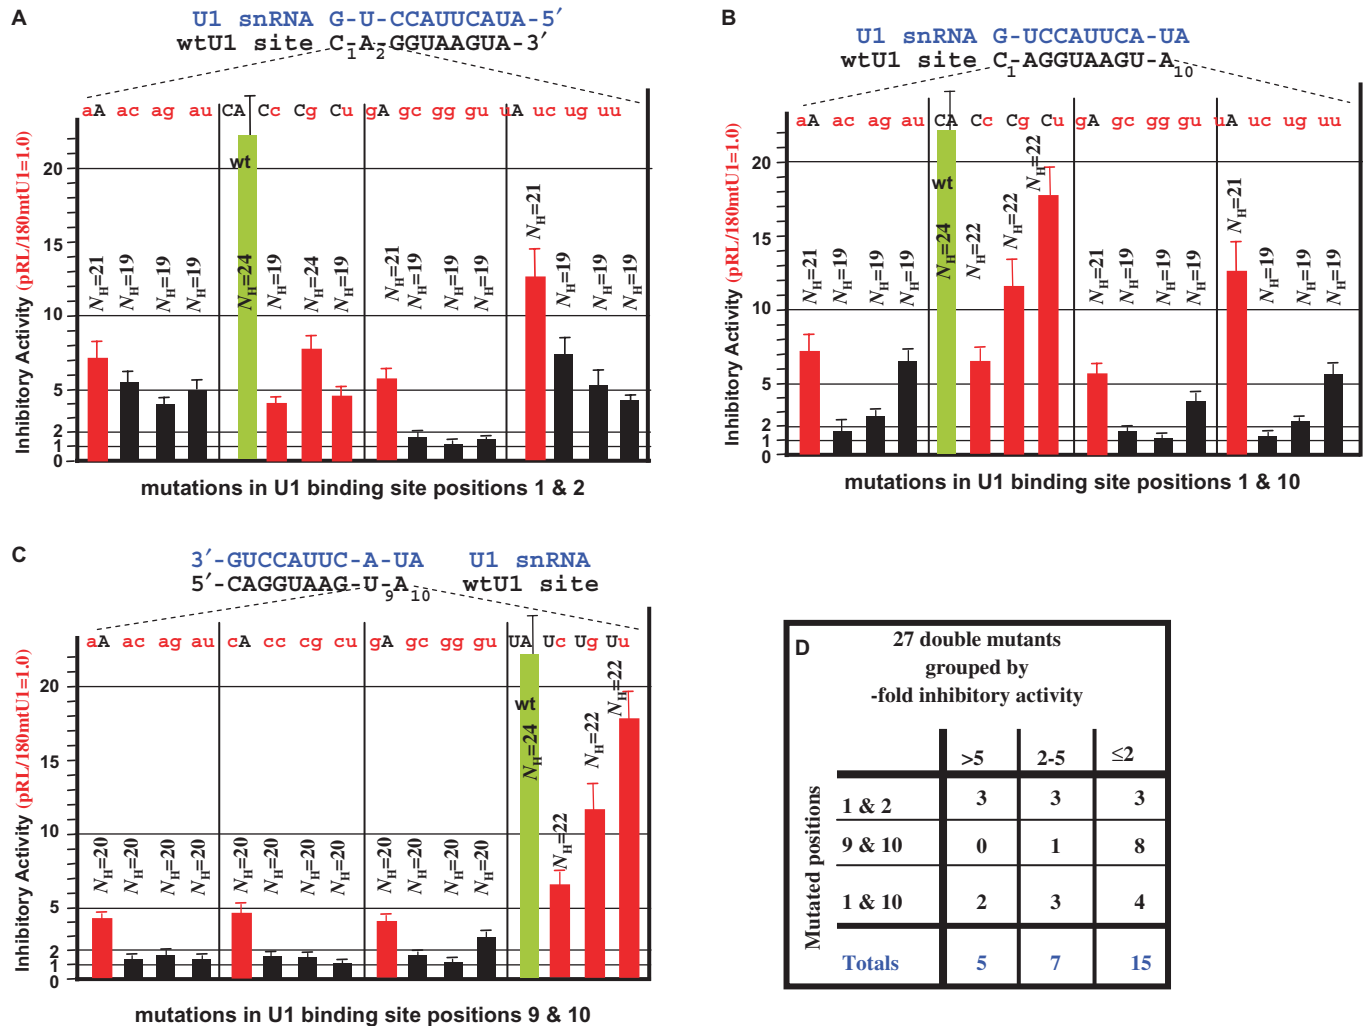 A
U1 snRNA G-U-CCAUUCAUA-5′
wtU1 site C-A-GGUAAGUA-3′
1 2
aA ac ag au CA Cc Cg Cu gA gc gg gu uA uc ug uu
Inhibitory Activity (pRL/180mtU1=1.0)
20
15
10
5
2
1
0
wt
NH=21
NH=19
NH=19
NH=19
NH=24
NH=19
NH=24
NH=19
NH=21
NH=19
NH=19
NH=19
NH=21
NH=19
NH=19
NH=19
mutations in U1 binding site positions 1 & 2
B
U1 snRNA G-UCCAUUCA-UA
wtU1 site C-AGGUAAGU-A
1 10
aA ac ag au CA Cc Cg Cu gA gc gg gu uA uc ug uu
Inhibitory Activity (pRL/180mtU1=1.0)
20
15
10
5
2
1
0
wt
NH=21
NH=19
NH=19
NH=19
NH=24
NH=22
NH=22
NH=22
NH=21
NH=19
NH=19
NH=19
NH=21
NH=19
NH=19
NH=19
mutations in U1 binding site positions 1 & 10
C
3′-GUCCAUUC-A-UA U1 snRNA
5′-CAGGUAAG-U-A wtU1 site
9 10
aA ac ag au cA cc cg cu gA gc gg gu UA Uc Ug Uu
Inhibitory Activity (pRL/180mtU1=1.0)
20
15
10
5
2
1
0
wt
NH=20
NH=20
NH=20
NH=20
NH=20
NH=20
NH=20
NH=20
NH=20
NH=20
NH=20
NH=20
NH=24
NH=22
NH=22
NH=22
mutations in U1 binding site positions 9 & 10
D
27 double mutants
grouped by
-fold inhibitory activity
>5 2-5 ≤2
Mutated positions
1 & 2 3 3 3
9 & 10 0 1 8
1 & 10 2 3 4
Totals 5 7 15